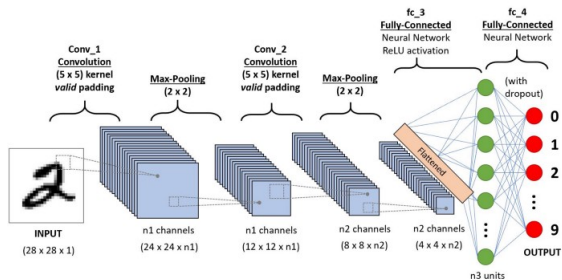 Conv_1
Convolution
(5 x 5) kernel
valid padding
Max-Pooling
(2 x 2)
Conv_2
Convolution
(5 x 5) kernel
valid padding
Max-Pooling
(2 x 2)
fc_3
Fully-Connected
Neural Network
ReLU activation
fc_4
Fully-Connected
Neural Network
(with
dropout)
Flattened
2
0
1
2
9
INPUT
(28 x 28 x 1)
n1 channels
(24 x 24 x n1)
n1 channels
(12 x 12 x n1)
n2 channels
(8 x 8 x n2)
n2 channels
(4 x 4 x n2)
n3 units
OUTPUT